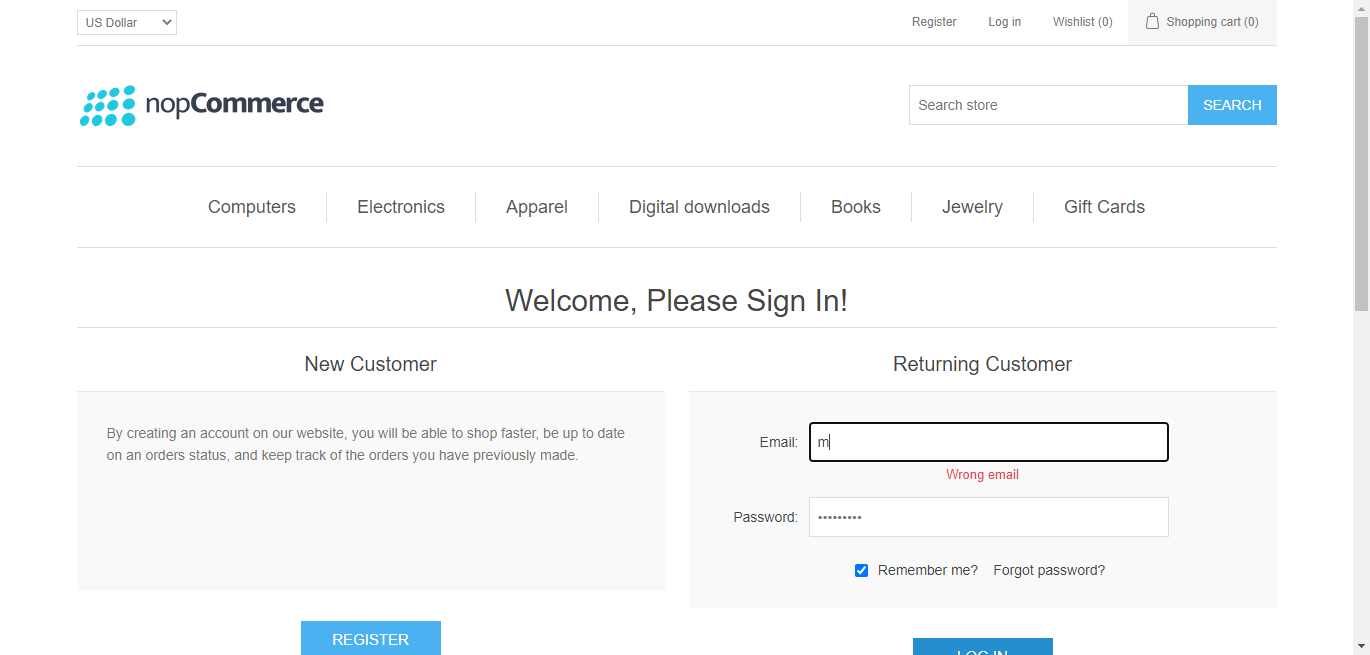 US Dollar
Register
Log in
Wishlist (0)
Shopping cart (0)
nopCommerce
Search store
SEARCH
Computers
Electronics
Apparel
Digital downloads
Books
Jewelry
Gift Cards
Welcome, Please Sign In!
New Customer
By creating an account on our website, you will be able to shop faster, be up to date
on an orders status, and keep track of the orders you have previously made.
REGISTER
Returning Customer
Email:
m
Wrong email
Password:
•••••••••
Remember me?
Forgot password?
LOG IN